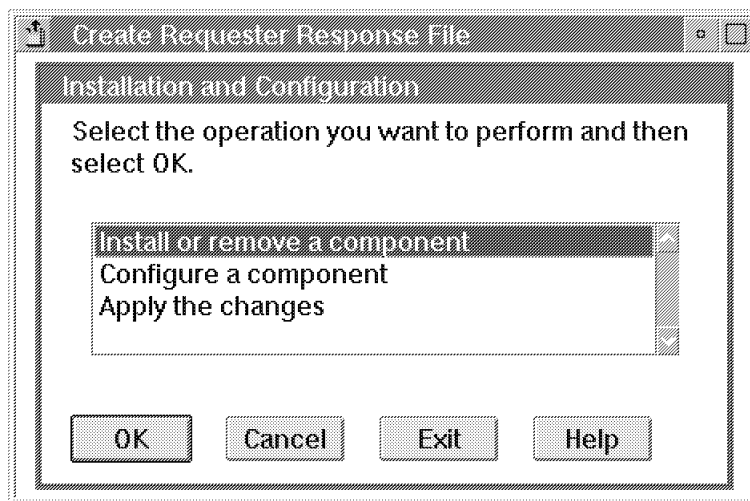 Create Requester Response File
Installation and Configuration
Select the operation you want to perform and then
select OK.
Install or remove a component
Configure a component
Apply the changes
OK
Cancel
Exit
Help